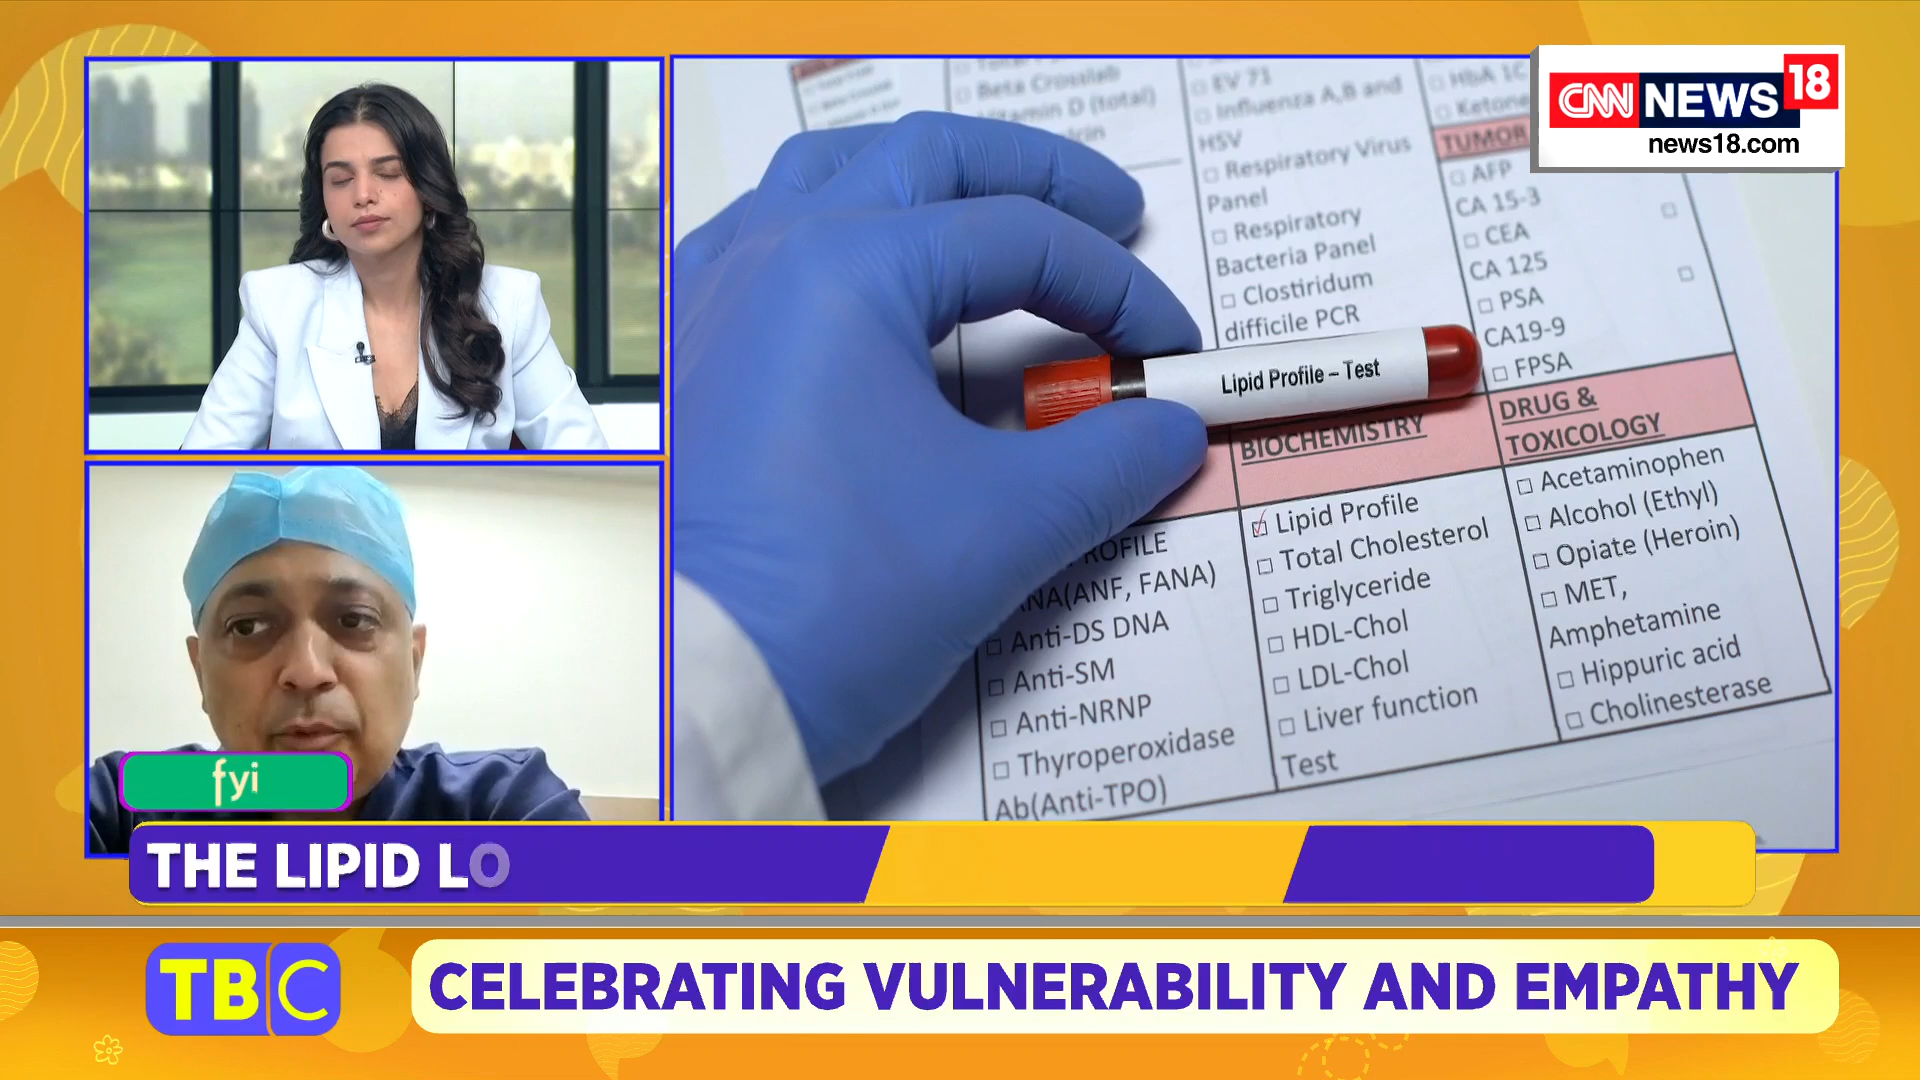 CNN NEWS 18
news18.com
Beta Crosslab
Vitamin D (total)
EV 71
Influenza A,B and
HSV
Respiratory Virus
Panel
Respiratory
Bacteria Panel
Clostiridum
difficile PCR
HbA 1C
Ketone
TUMOR
AFP
CA 15-3
CEA
CA 125
PSA
CA19-9
FPSA
Lipid Profile – Test
BIOCHEMISTRY
DRUG &
TOXICOLOGY
ROFILE
ANA(ANF, FANA)
Anti-DS DNA
Anti-SM
Anti-NRNP
Thyroperoxidase
Ab(Anti-TPO)
Lipid Profile
Total Cholesterol
Triglyceride
HDL-Chol
LDL-Chol
Liver function
Test
Acetaminophen
Alcohol (Ethyl)
Opiate (Heroin)
MET,
Amphetamine
Hippuric acid
Cholinesterase
fyi
THE LIPID LO
TBC
CELEBRATING VULNERABILITY AND EMPATHY